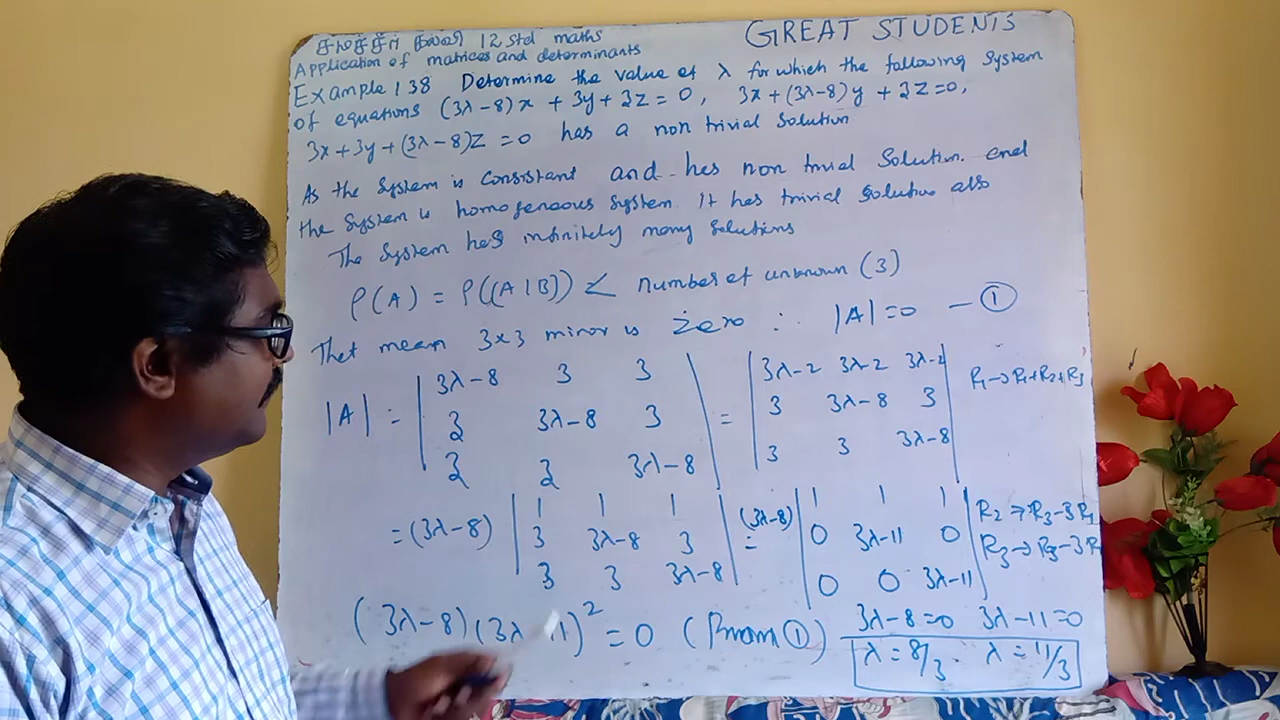 12 std maths
GREAT STUDENTS
Application of matrices and determinants
Example 1 38 Determine the value of λ for which the following System
of equations (3λ-8)x + 3y + 3z = 0, 3x + (3λ-8)y + 3z = 0,
3x + 3y + (3λ-8)z = 0 has a non trivial Solution
As the System is Consistant and has non trivial Solution. and
the System is homogeneous System. It has trivial Solution also
The System has infinitely many Solutions
ρ(A) = ρ((A|B)) < number of unknown (3)
That mean 3×3 minor is Zero ∴ |A| = 0 — ①
|A| = | 3λ-8 3 3 | = | 3λ-2 3λ-2 3λ-2 | R₁→R₁+R₂+R₃
| 3 3λ-8 3 | | 3 3λ-8 3 |
| 3 3 3λ-8 | | 3 3 3λ-8 |
| 1 1 1 | | 1 1 1 | R₂→R₃-3R₁
= (3λ-8) | 3 3λ-8 3 | (3λ-8) = | 0 3λ-11 0 | R₃→R₃-3R
| 3 3 3λ-8 | | 0 0 3λ-11 |
(3λ-8)(3λ 11)² = 0 (From ①) 3λ-8=0 3λ-11=0
λ = 8/3 . λ = 11/3